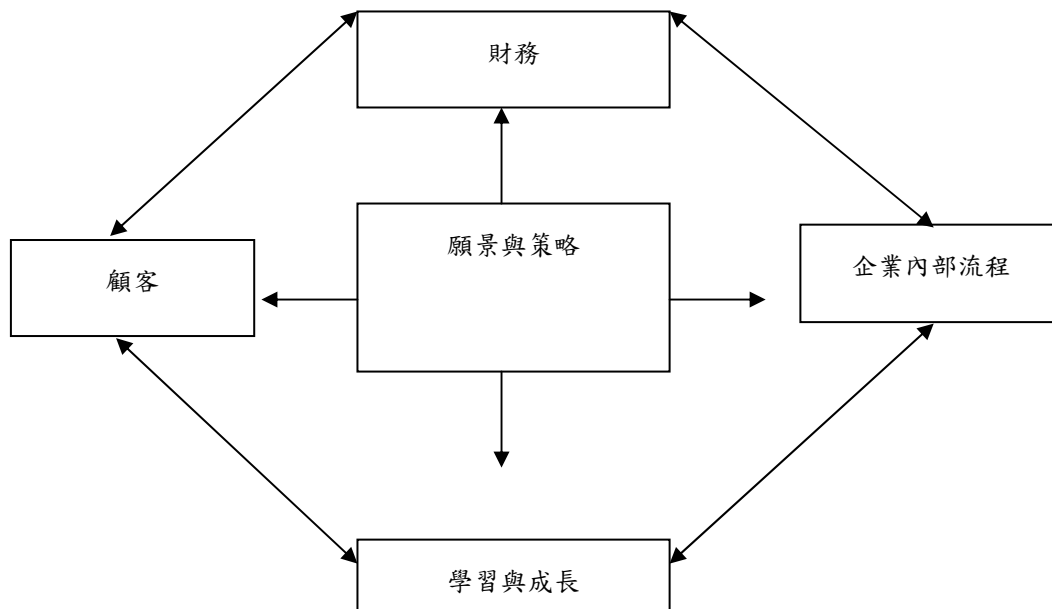 財務
願景與策略
顧客
企業內部流程
學習與成長